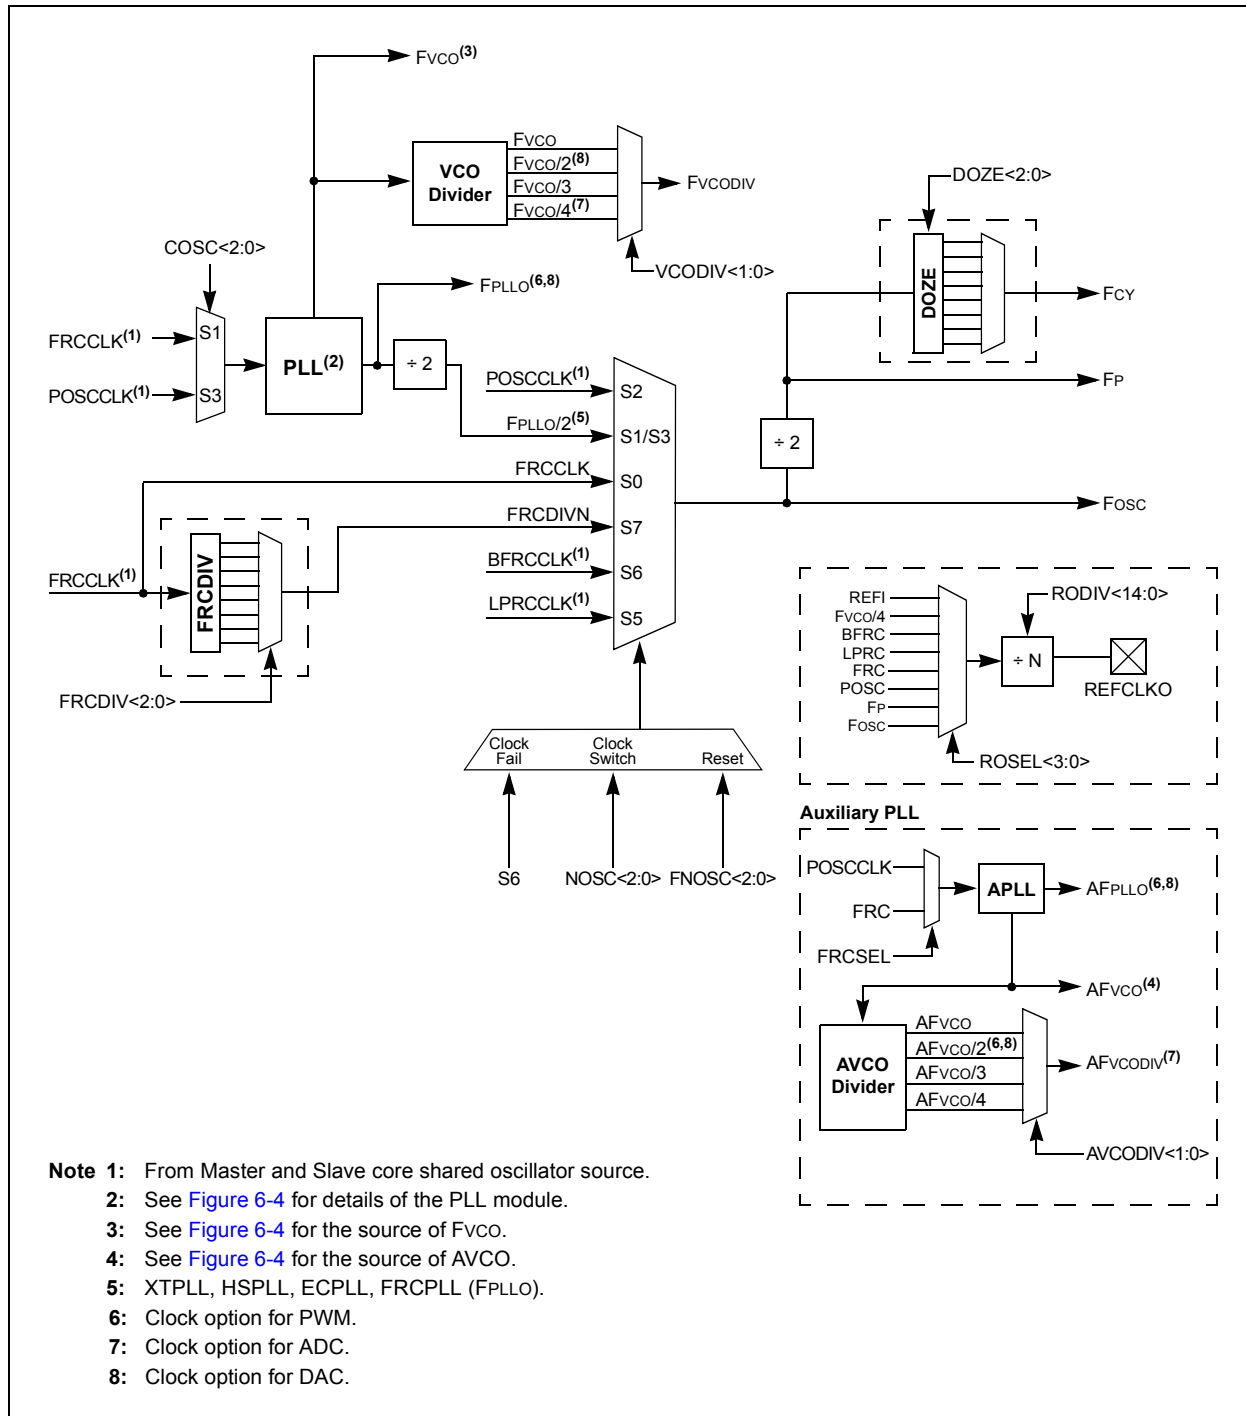 FVCO(3)
VCO
Divider
FVCO
FVCO/2(8)
FVCO/3
FVCO/4(7)
FVCODIV
VCODIV<1:0>
DOZE<2:0>
DOZE
FCY
COSC<2:0>
FRCCLK(1)
S1
POSCCLK(1)
S3
PLL(2)
FPLLO(6,8)
÷ 2
POSCCLK(1)
S2
FPLLO/2(5)
S1/S3
FRCCLK
S0
FRCDIVN
S7
BFRCCLK(1)
S6
LPRCCLK(1)
S5
FP
÷ 2
FOSC
FRCCLK(1)
FRCDIV
FRCDIV<2:0>
Clock
Fail
Clock
Switch
Reset
S6
NOSC<2:0>
FNOSC<2:0>
REFI
FVCO/4
BFRC
LPRC
FRC
POSC
FP
FOSC
RODIV<14:0>
÷ N
REFCLKO
ROSEL<3:0>
Auxiliary PLL
POSCCLK
FRC
FRCSEL
APLL
AFPLLO(6,8)
AFVCO(4)
AVCO
Divider
AFVCO
AFVCO/2(6,8)
AFVCO/3
AFVCO/4
AFVCODIV(7)
AVCODIV<1:0>
Note 1: From Master and Slave core shared oscillator source.
2: See Figure 6-4 for details of the PLL module.
3: See Figure 6-4 for the source of FVCO.
4: See Figure 6-4 for the source of AVCO.
5: XTPLL, HSPLL, ECPLL, FRCPLL (FPLLO).
6: Clock option for PWM.
7: Clock option for ADC.
8: Clock option for DAC.